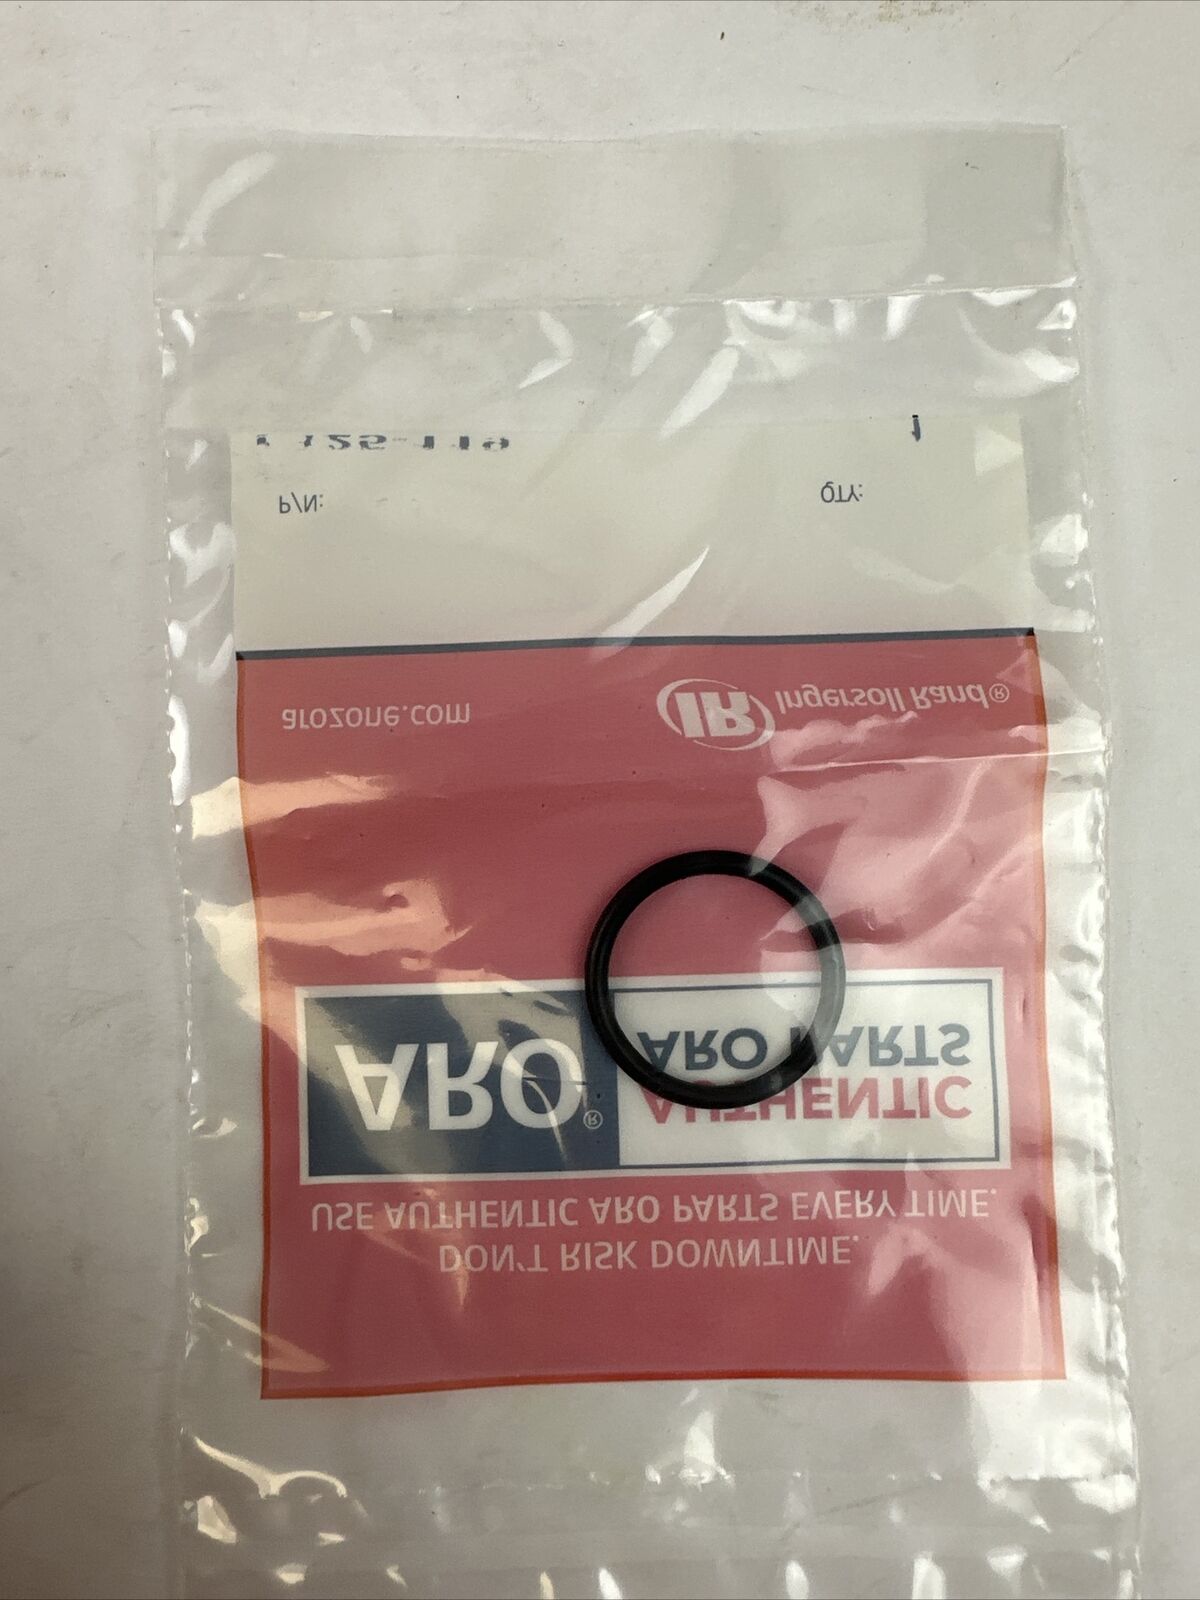 DON'T RISK DOWNTIME.
USE AUTHENTIC ARO PARTS EVERY TIME.
ARO®
AUTHENTIC
ARO PARTS
arozone.com
IR Ingersoll Rand®
P/N: QTY:
1